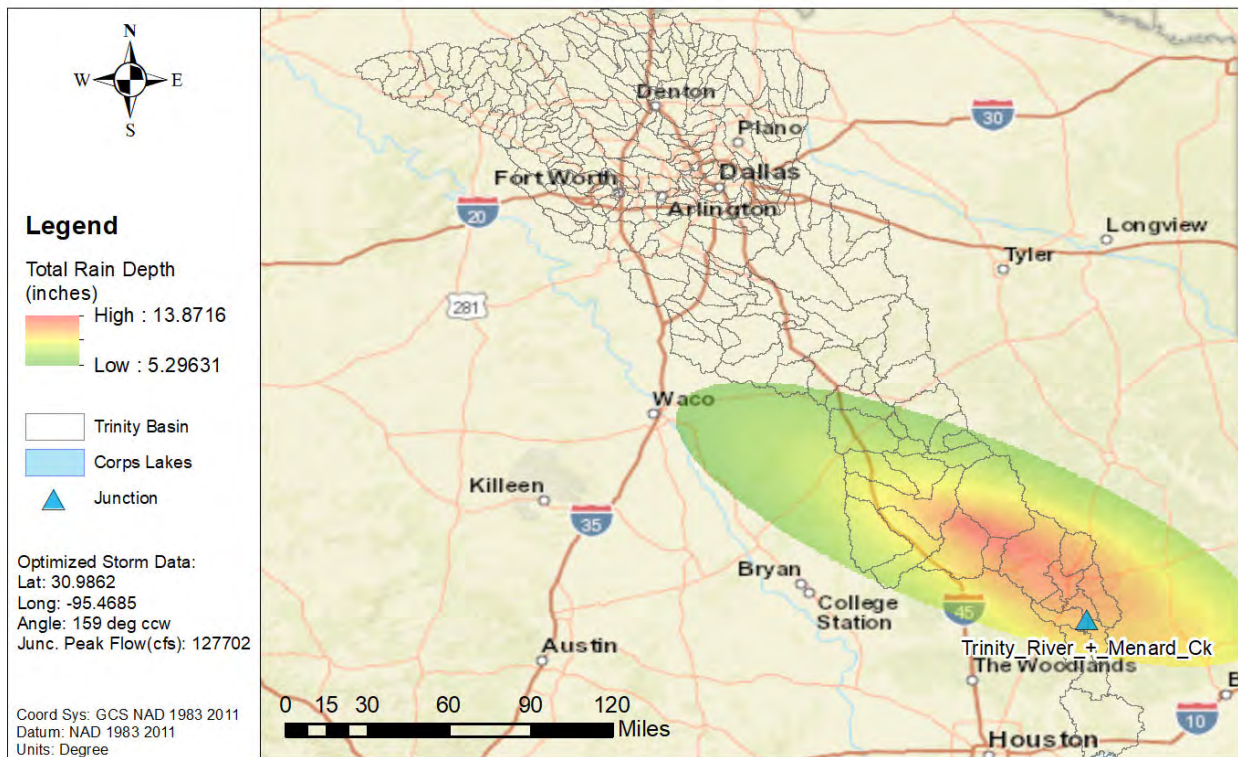 N
W E
S
Legend
Total Rain Depth
(inches)
High : 13.8716
Low : 5.29631
Trinity Basin
Corps Lakes
Junction
Optimized Storm Data:
Lat: 30.9862
Long: -95.4685
Angle: 159 deg ccw
Junc. Peak Flow(cfs): 127702
Coord Sys: GCS NAD 1983 2011
Datum: NAD 1983 2011
Units: Degree
Denton
30
Plano
Dallas
Fort Worth
20
Arlington
Longview
Tyler
281
Waco
Killeen
35
Bryan
College
Station
45
Trinity_River_+_Menard_Ck
Austin
The Woodlands
B
10
0 15 30 60 90 120
Miles
Houston